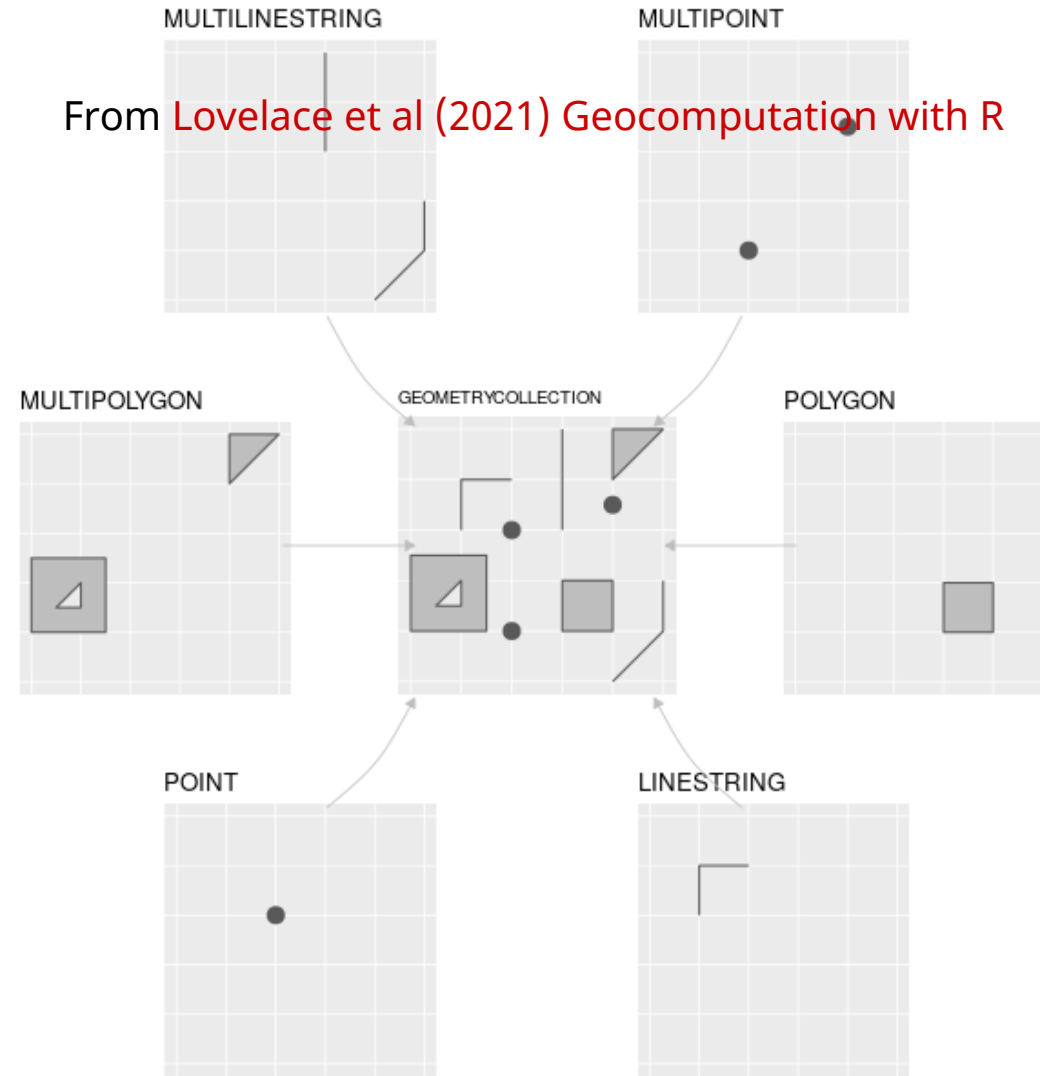 MULTILINESTRING
MULTIPOINT
From Lovelace et al (2021) Geocomputation with R
MULTIPOLYGON
GEOMETRYCOLLECTION
POLYGON
POINT
LINESTRING